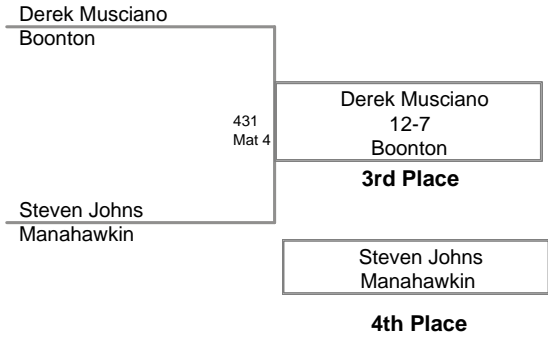 Derek Musciano
Boonton
431
Mat 4
Derek Musciano
12-7
Boonton
3rd Place
Steven Johns
Manahawkin
Steven Johns
Manahawkin
4th Place